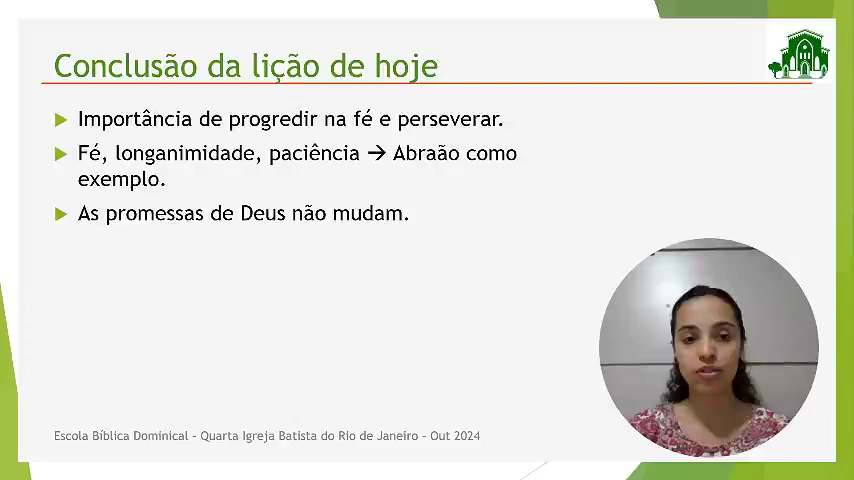 Conclusão da lição de hoje
Importância de progredir na fé e perseverar.
Fé, longanimidade, paciência → Abraão como
exemplo.
As promessas de Deus não mudam.
Escola Bíblica Dominical – Quarta Igreja Batista do Rio de Janeiro – Out 2024